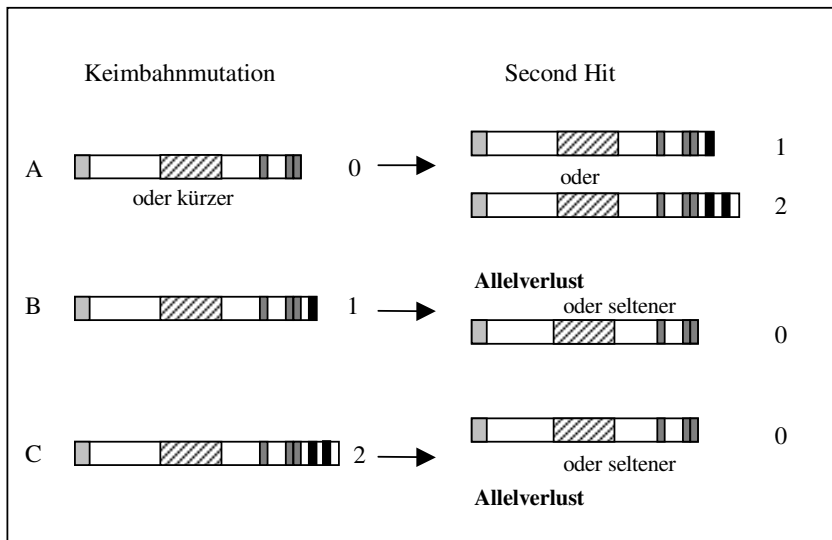 Keimbahnmutation Second Hit
A 0 1
oder kürzer oder
2
Allelverlust
B 1 oder seltener
0
C 2 0
oder seltener
Allelverlust